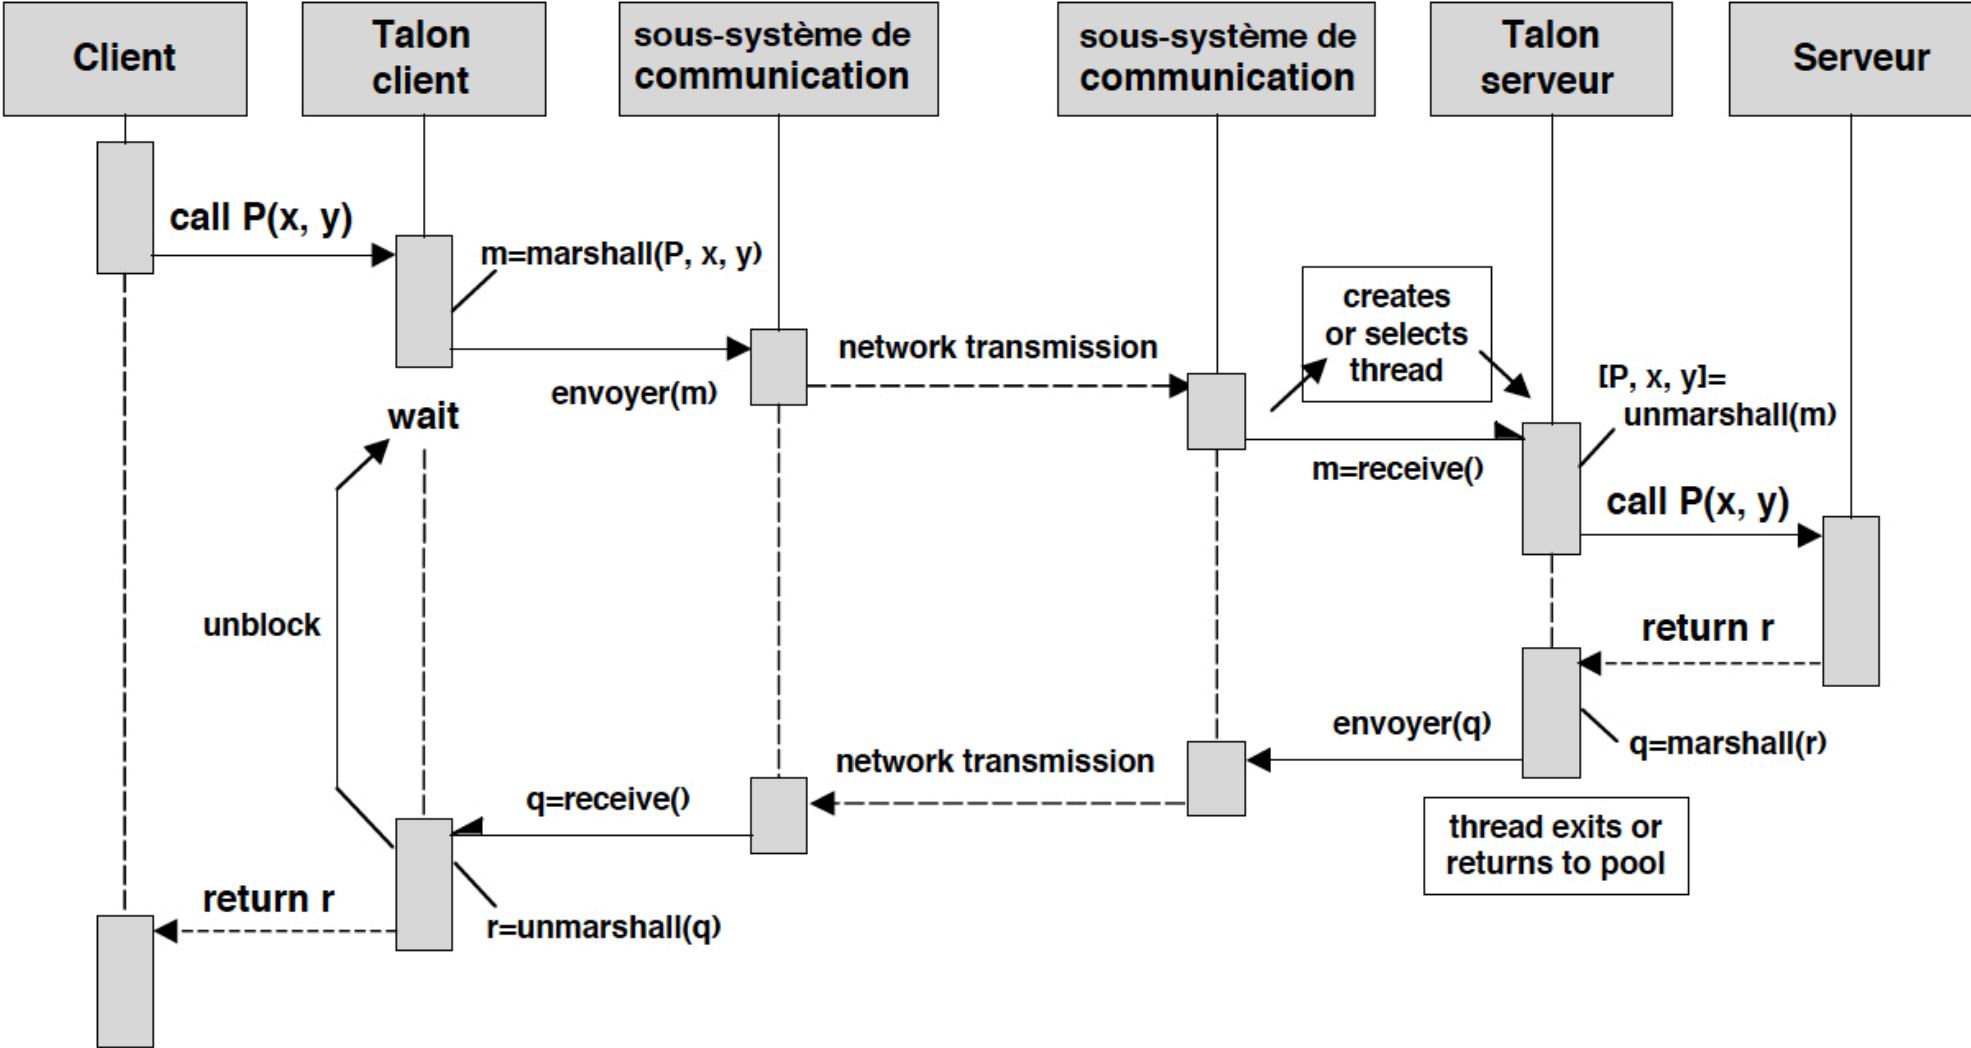 Client
Talon
client
sous-système de
communication
sous-système de
communication
Talon
serveur
Serveur
call P(x, y)
m=marshall(P, x, y)
envoyer(m)
network transmission
creates
or selects
thread
m=receive()
[P, x, y]=
unmarshall(m)
call P(x, y)
wait
unblock
return r
q=marshall(r)
envoyer(q)
network transmission
q=receive()
thread exits or
returns to pool
return r
r=unmarshall(q)